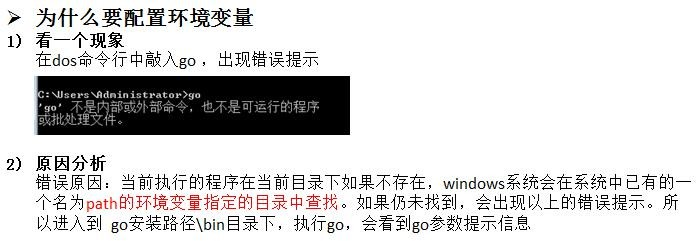 ➢ 为什么要配置环境变量
1) 看一个现象
在dos命令行中敲入go ，出现错误提示
C:\Users\Administrator>go
'go' 不是内部或外部命令，也不是可运行的程序
或批处理文件。
2) 原因分析
错误原因：当前执行的程序在当前目录下如果不存在，windows系统会在系统中已有的一
个名为path的环境变量指定的目录中查找。如果仍未找到，会出现以上的错误提示。所
以进入到 go安装路径\bin目录下，执行go，会看到go参数提示信息